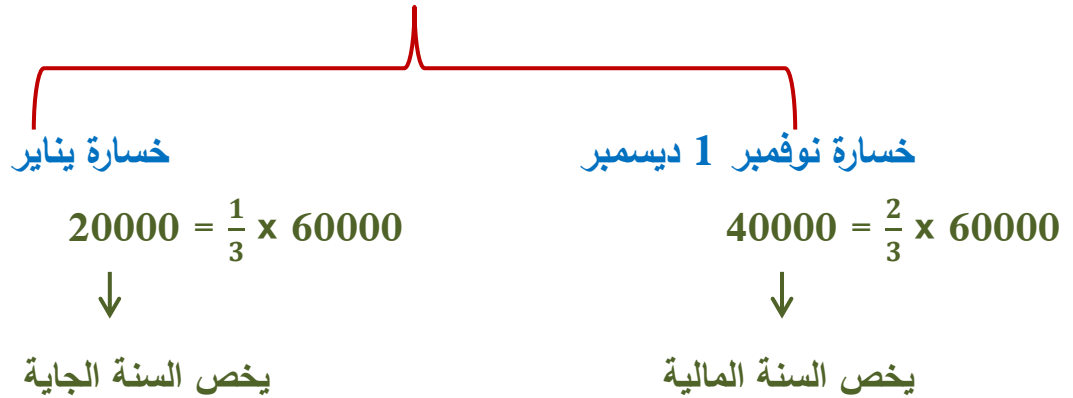 خسارة نوفمبر 1 ديسمبر
خسارة يناير
60000 x 2/3 = 40000
60000 x 1/3 = 20000
يخص السنة المالية
يخص السنة الجاية